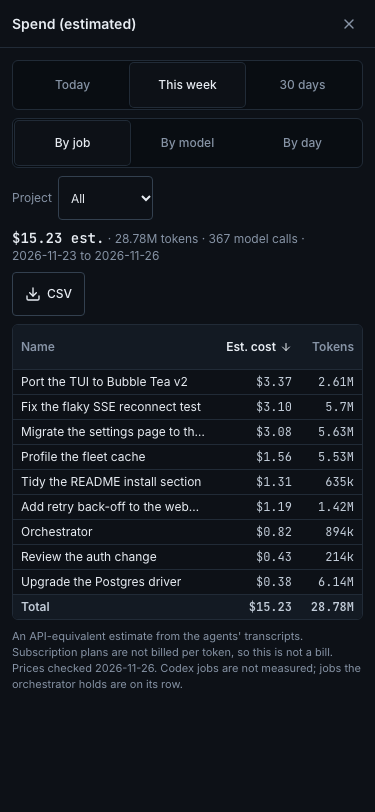 Spend (estimated)
Today This week 30 days
By job By model By day
Project All
$15.23 est. · 28.78M tokens · 367 model calls ·
2026-11-23 to 2026-11-26
CSV
Name Est. cost ↓ Tokens
Port the TUI to Bubble Tea v2 $3.37 2.61M
Fix the flaky SSE reconnect test $3.10 5.7M
Migrate the settings page to th... $3.08 5.63M
Profile the fleet cache $1.56 5.53M
Tidy the README install section $1.31 635k
Add retry back-off to the web... $1.19 1.42M
Orchestrator $0.82 894k
Review the auth change $0.43 214k
Upgrade the Postgres driver $0.38 6.14M
Total $15.23 28.78M
An API-equivalent estimate from the agents' transcripts.
Subscription plans are not billed per token, so this is not a bill.
Prices checked 2026-11-26. Codex jobs are not measured; jobs the
orchestrator holds are on its row.